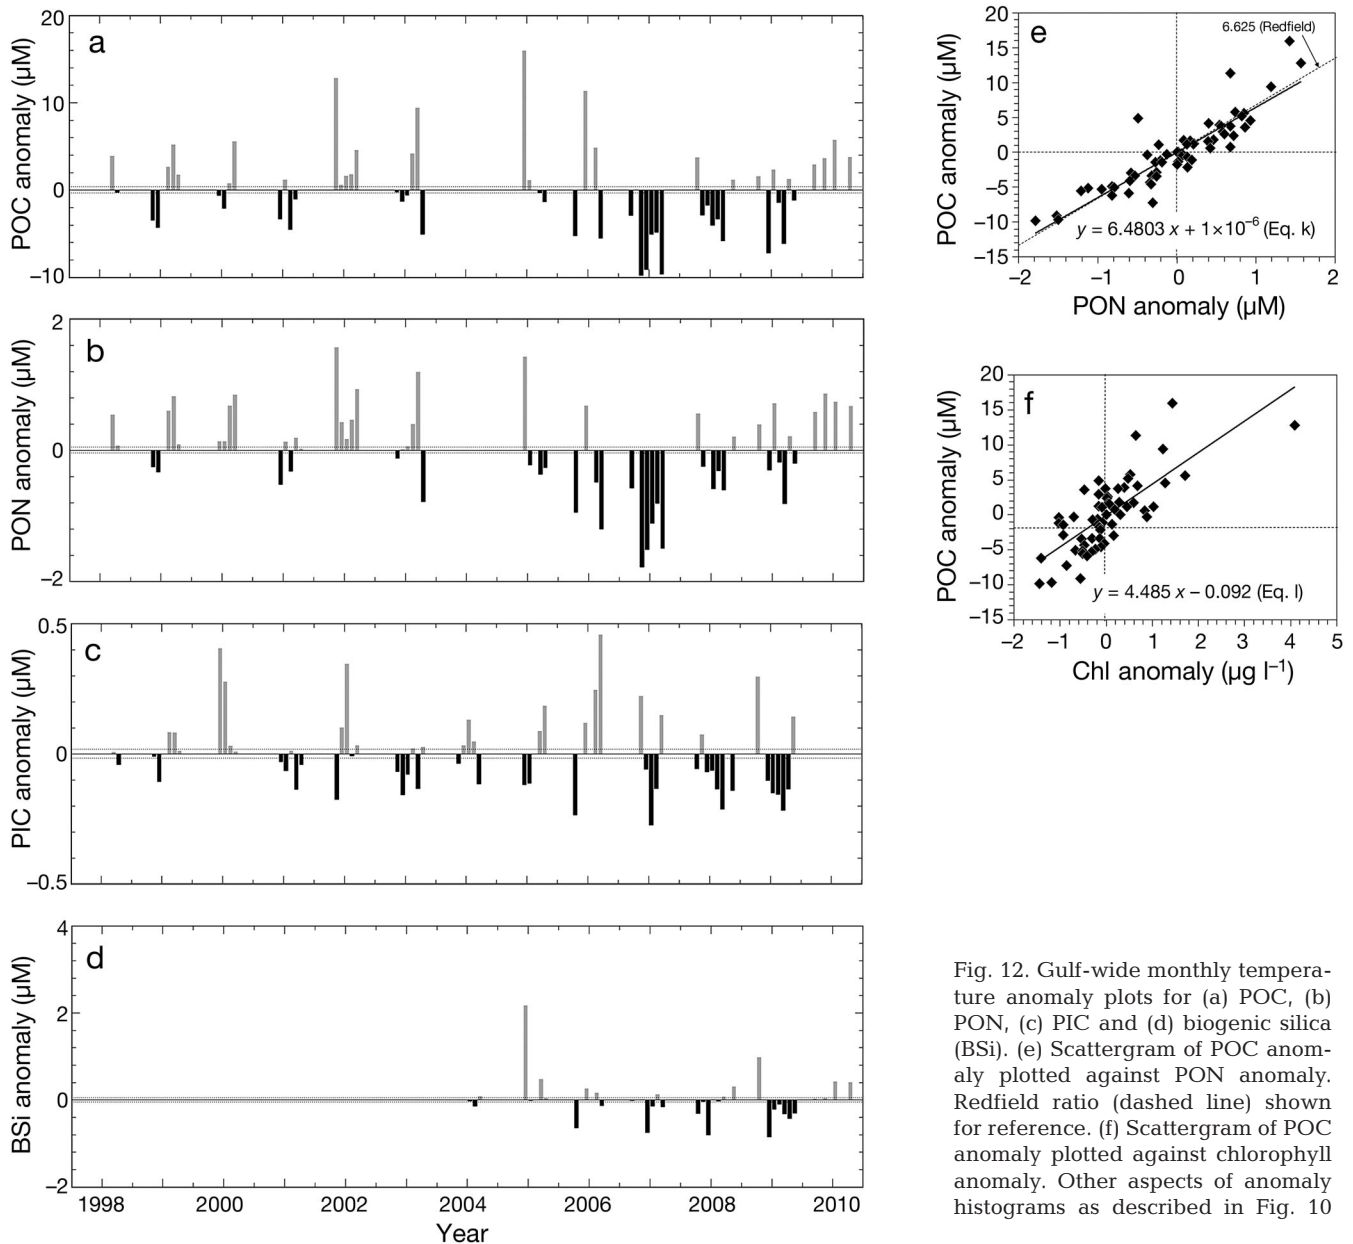 a
POC anomaly (µM)
20
10
0
−10
b
PON anomaly (µM)
2
0
−2
c
PIC anomaly (µM)
0.5
0
−0.5
d
BSi anomaly (µM)
4
2
0
−2
1998 2000 2002 2004 2006 2008 2010
Year
e
POC anomaly (µM)
20
15
10
5
0
−5
−10
−15
6.625 (Redfield)
y = 6.4803 x + 1×10⁻⁶ (Eq. k)
−2 −1 0 1 2
PON anomaly (µM)
f
POC anomaly (µM)
20
15
10
5
0
−5
−10
−15
y = 4.485 x − 0.092 (Eq. l)
−2 −1 0 1 2 3 4 5
Chl anomaly (µg l⁻¹)
Fig. 12. Gulf-wide monthly tempera-
ture anomaly plots for (a) POC, (b)
PON, (c) PIC and (d) biogenic silica
(BSi). (e) Scattergram of POC anom-
aly plotted against PON anomaly.
Redfield ratio (dashed line) shown
for reference. (f) Scattergram of POC
anomaly plotted against chlorophyll
anomaly. Other aspects of anomaly
histograms as described in Fig. 10